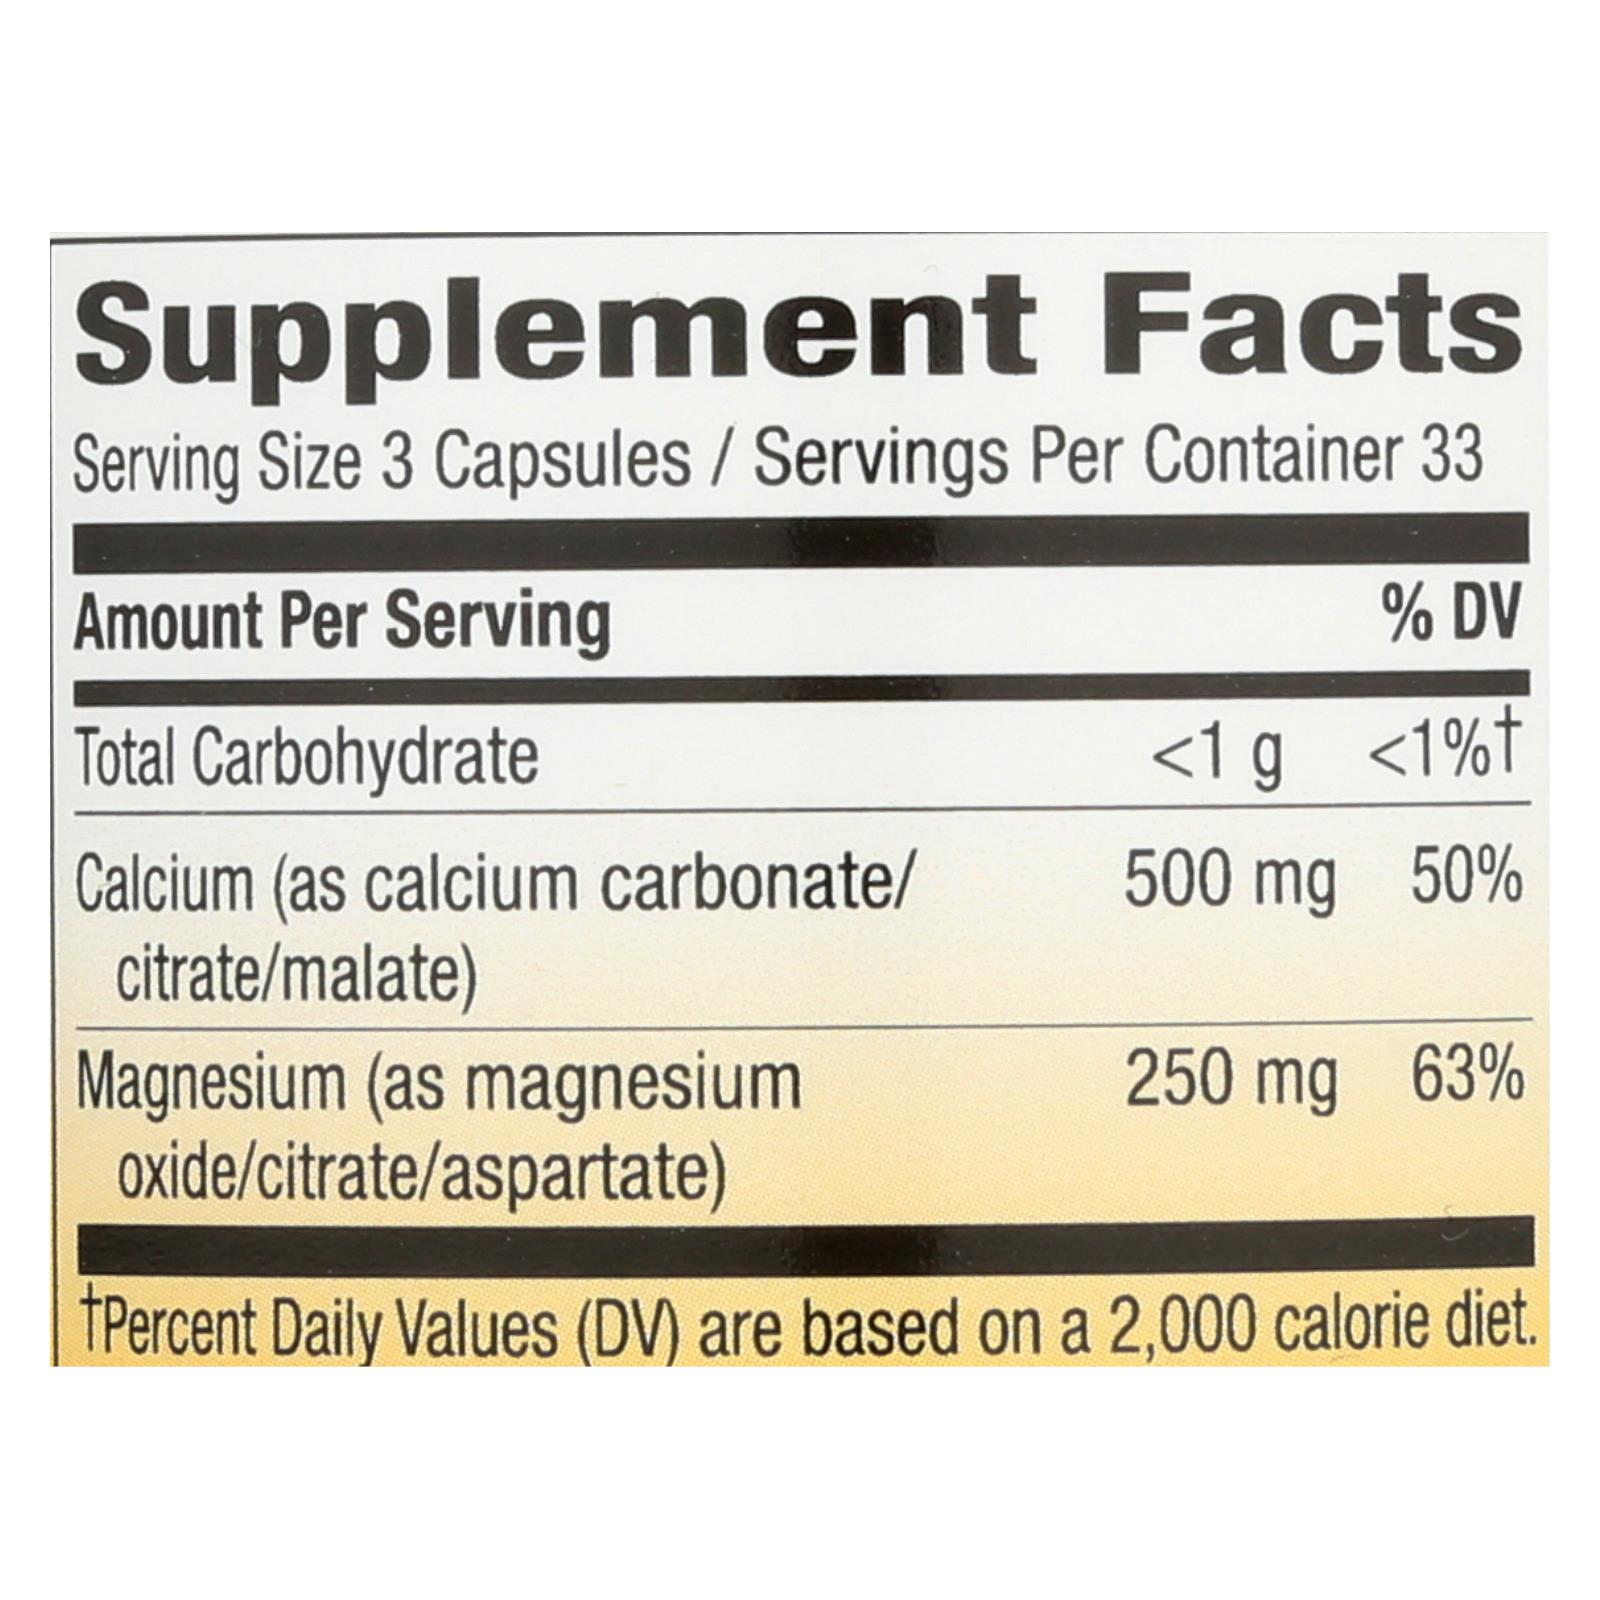 Supplement Facts
Serving Size 3 Capsules / Servings Per Container 33
Amount Per Serving % DV
Total Carbohydrate <1 g <1%†
Calcium (as calcium carbonate/ 500 mg 50%
citrate/malate)
Magnesium (as magnesium 250 mg 63%
oxide/citrate/aspartate)
†Percent Daily Values (DV) are based on a 2,000 calorie diet.